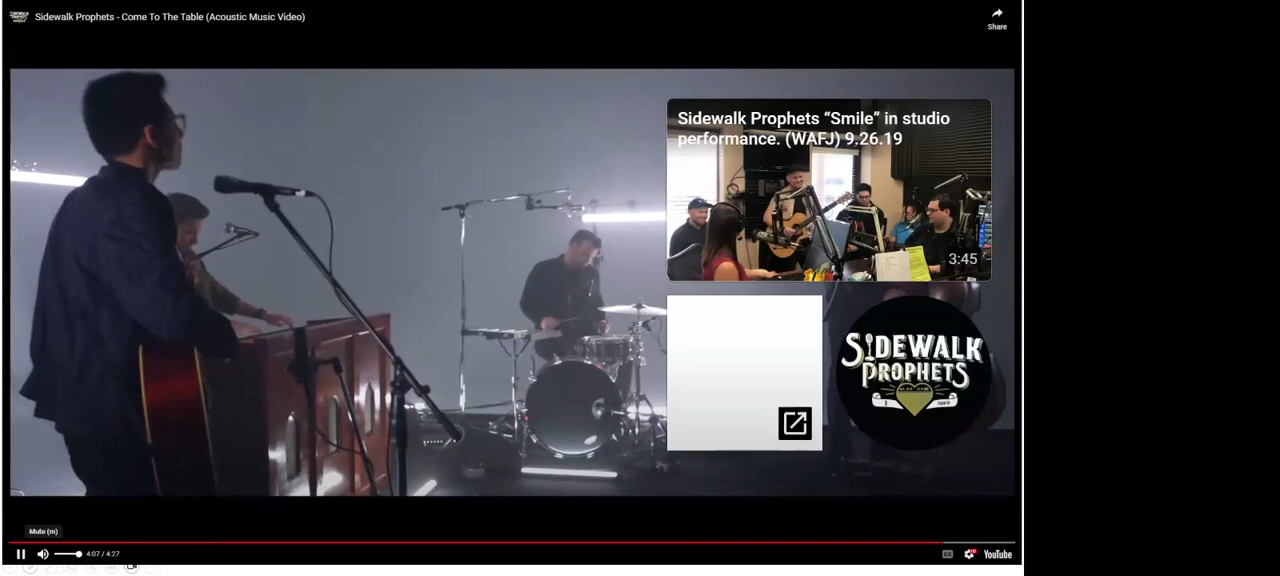 Sidewalk Prophets - Come To The Table (Acoustic Music Video)
Share
Sidewalk Prophets “Smile” in studio
performance. (WAFJ) 9.26.19
3:45
SIDEWALK
PROPHETS
Mute (m)
4:07 / 4:27
CC
YouTube